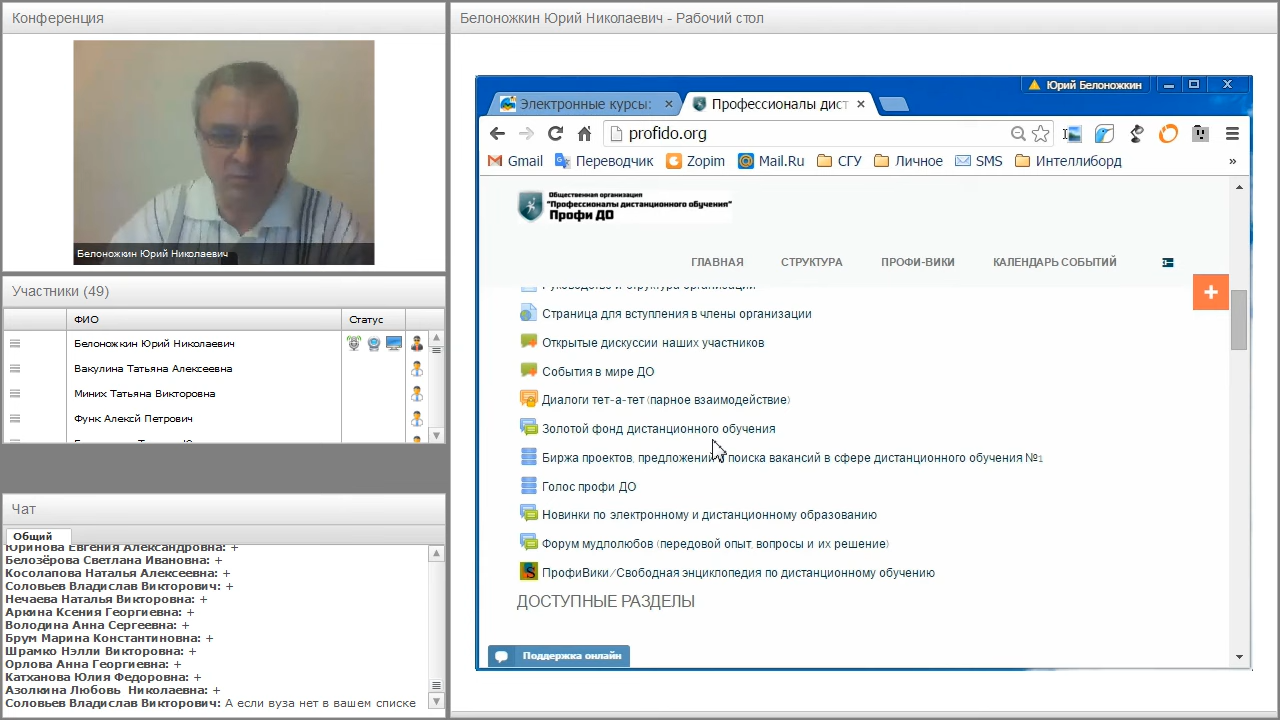 Конференция
Белоножкин Юрий Николаевич
Участники (49)
ФИО
Статус
Белоножкин Юрий Николаевич
Вакулина Татьяна Алексеевна
Миних Татьяна Викторовна
Функ Алексй Петрович
Чат
Общий
Юринова Евгения Александровна: +
Белозёрова Светлана Ивановна: +
Косолапова Наталья Алексеевна: +
Соловьев Владислав Викторович: +
Нечаева Наталья Викторовна: +
Аркина Ксения Георгиевна: +
Володина Анна Сергеевна: +
Брум Марина Константиновна: +
Шрамко Нэлли Викторовна: +
Орлова Анна Георгиевна: +
Катханова Юлия Федоровна: +
Азолкина Любовь Николаевна: +
Соловьев Владислав Викторович: А если вуза нет в вашем списке
Белоножкин Юрий Николаевич - Рабочий стол
Юрий Белоножкин
Электронные курсы:
Профессионалы дист
profido.org
Gmail
Переводчик
Zopim
Mail.Ru
СГУ
Личное
SMS
Интеллиборд
»
Общественная организация
"Профессионалы дистанционного обучения"
Профи ДО
ГЛАВНАЯ
СТРУКТУРА
ПРОФИ-ВИКИ
КАЛЕНДАРЬ СОБЫТИЙ
Руководство и структура организации
Страница для вступления в члены организации
Открытые дискуссии наших участников
События в мире ДО
Диалоги тет-а-тет (парное взаимодействие)
Золотой фонд дистанционного обучения
Биржа проектов, предложений поиска вакансий в сфере дистанционного обучения №1
Голос профи ДО
Новинки по электронному и дистанционному образованию
Форум мудлолюбов (передовой опыт, вопросы и их решение)
ПрофиВики/Свободная энциклопедия по дистанционному обучению
ДОСТУПНЫЕ РАЗДЕЛЫ
Поддержка онлайн